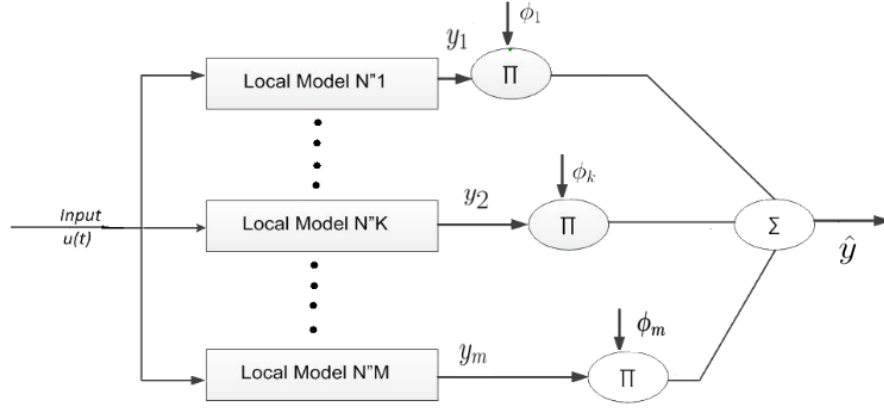 ϕ₁
y₁
Π
Local Model N"1
ϕₖ
y₂
Input
u(t)
Local Model N"K
Π
Σ
ŷ
ϕₘ
yₘ
Local Model N"M
Π